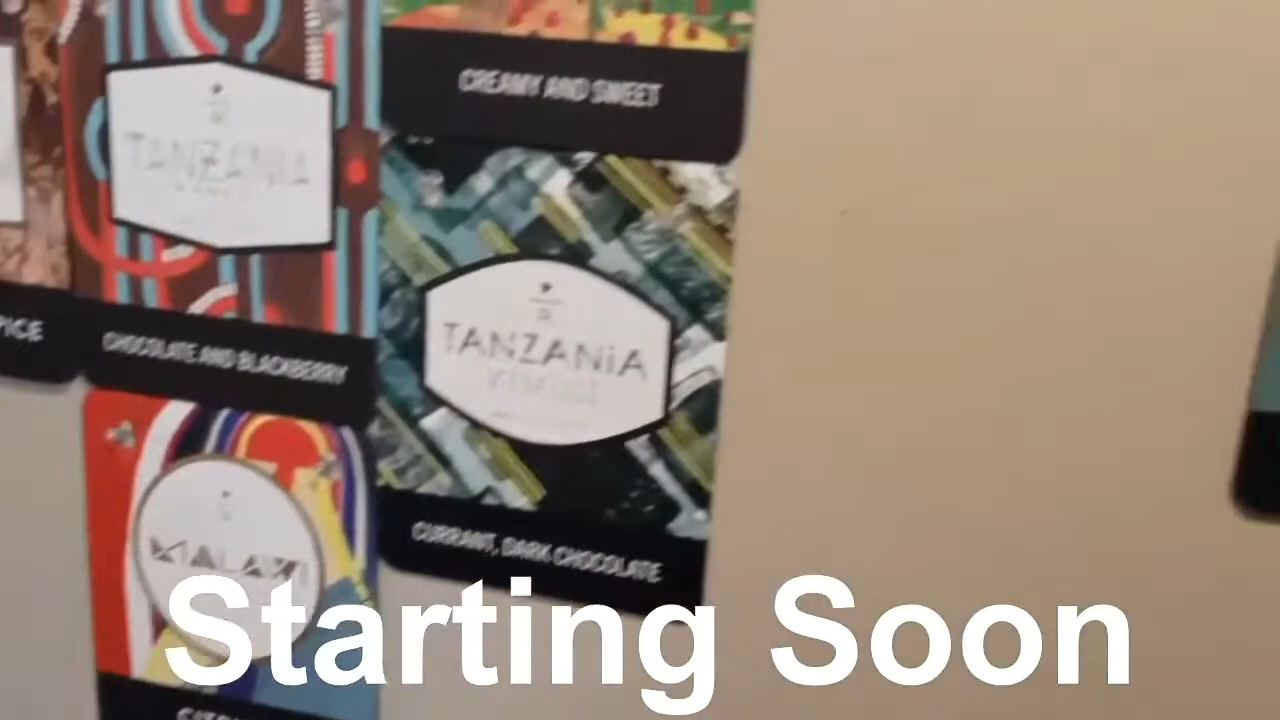 CREAMY AND SWEET
TANZANIA
TANZANIA
PICE
CHOCOLATE AND BLACKBERRY
CURRANT, DARK CHOCOLATE
MALAWI
Starting Soon